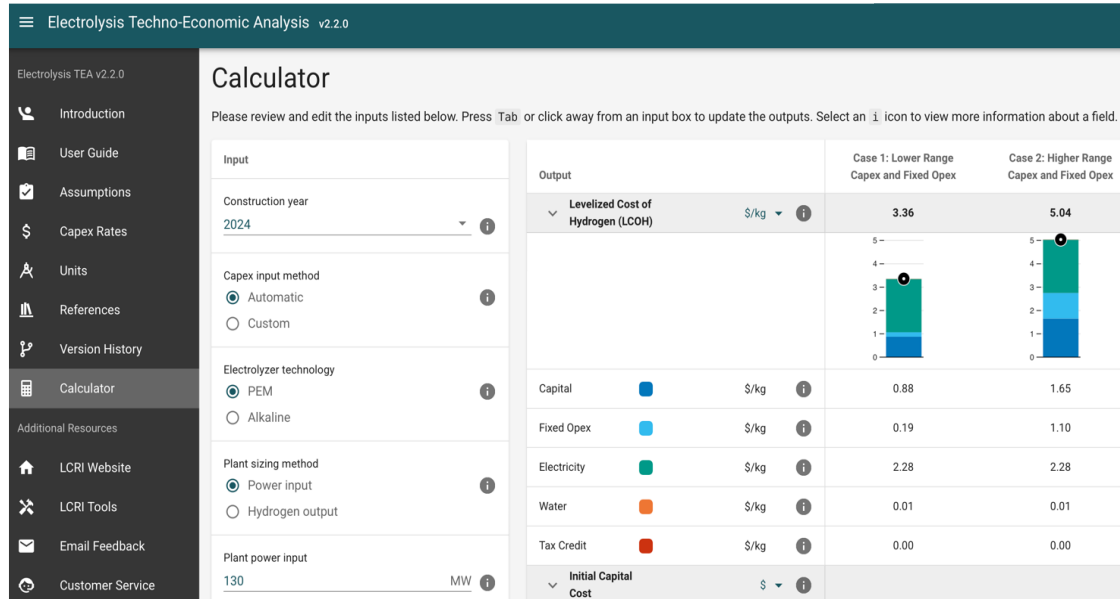 Electrolysis Techno-Economic Analysis v2.2.0
Electrolysis TEA v2.2.0
Introduction
User Guide
Assumptions
Capex Rates
Units
References
Version History
Calculator
Additional Resources
LCRI Website
LCRI Tools
Email Feedback
Customer Service
Calculator
Please review and edit the inputs listed below. Press Tab or click away from an input box to update the outputs. Select an i icon to view more information about a field.
Input
Construction year
2024
Capex input method
Automatic
Custom
Electrolyzer technology
PEM
Alkaline
Plant sizing method
Power input
Hydrogen output
Plant power input
130 MW
Output
Case 1: Lower Range
Capex and Fixed Opex
Case 2: Higher Range
Capex and Fixed Opex
Levelized Cost of
Hydrogen (LCOH)
$/kg
3.36
5.04
5
4
3
2
1
0
5
4
3
2
1
0
Capital $/kg 0.88 1.65
Fixed Opex $/kg 0.19 1.10
Electricity $/kg 2.28 2.28
Water $/kg 0.01 0.01
Tax Credit $/kg 0.00 0.00
Initial Capital
Cost
$